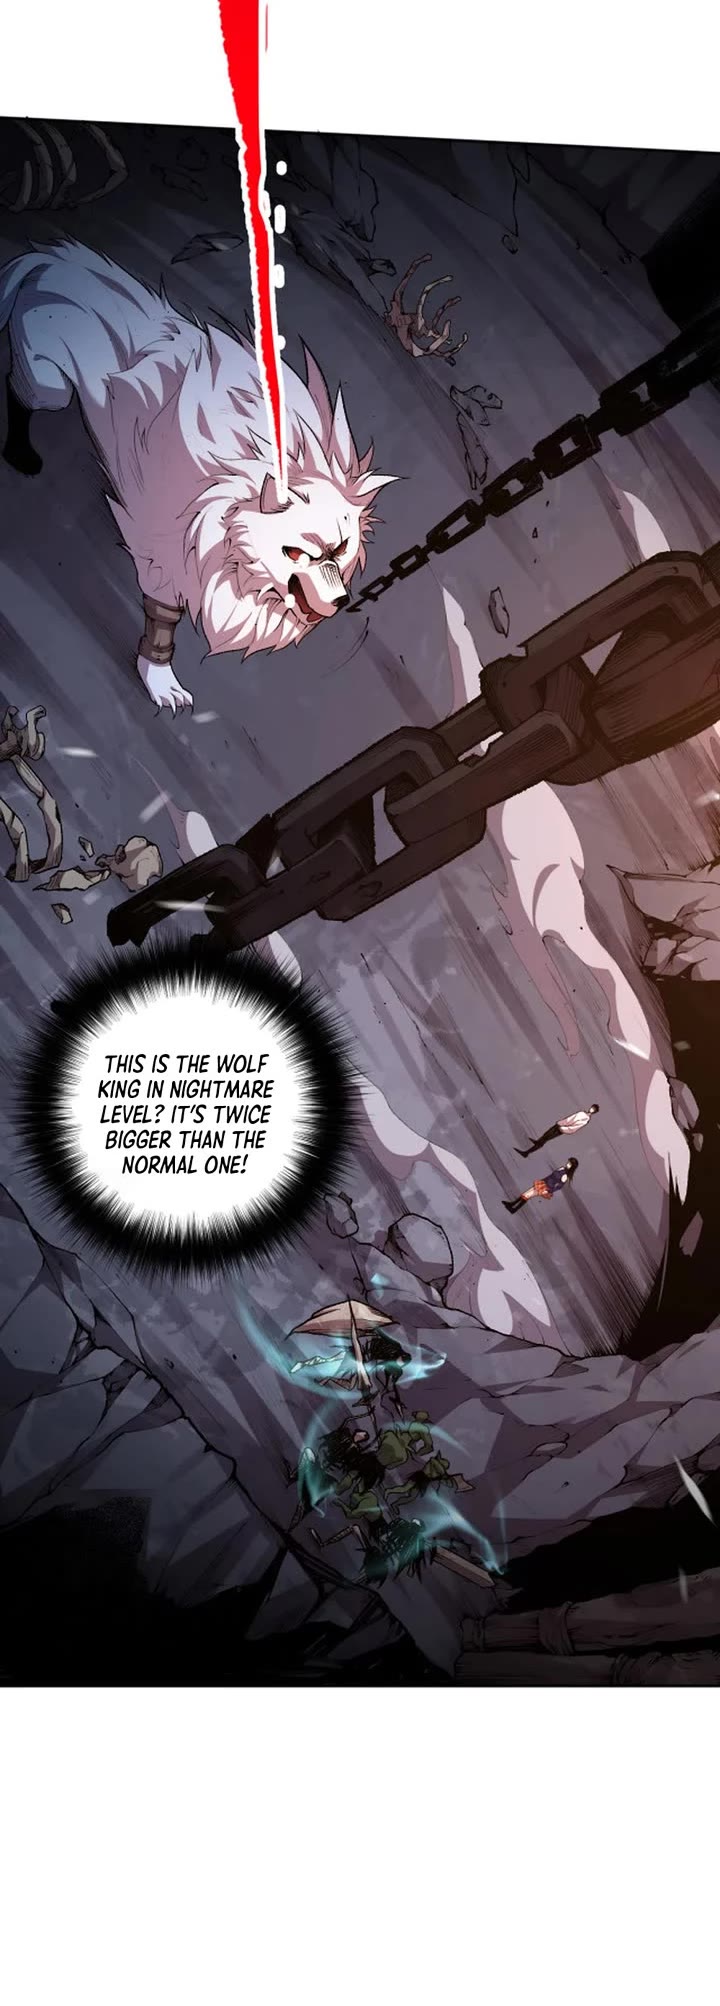 THIS IS THE WOLF
KING IN NIGHTMARE
LEVEL? IT'S TWICE
BIGGER THAN THE
NORMAL ONE!